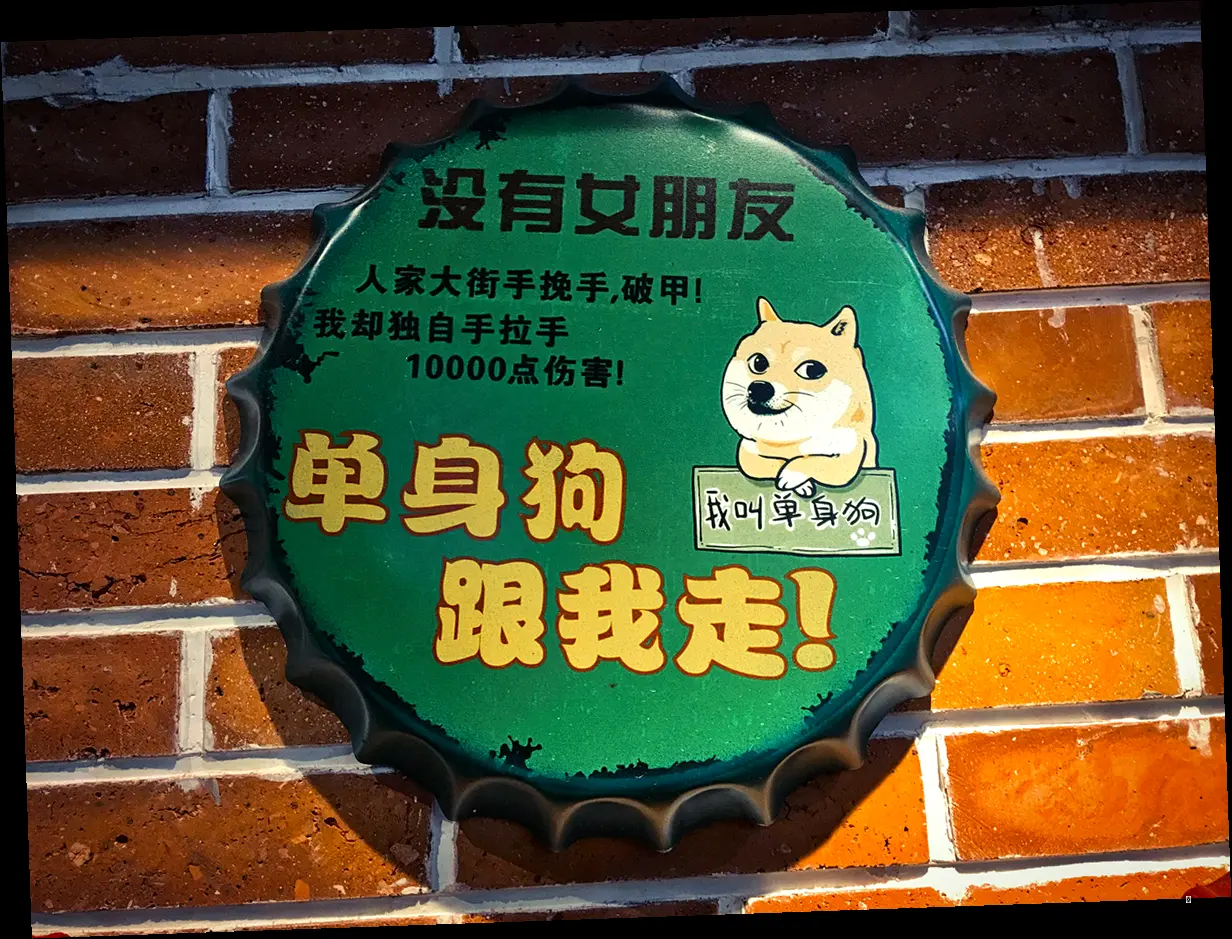 没有女朋友
人家大街手挽手,破甲!
我却独自手拉手
10000点伤害!
单身狗
跟我走!
我叫单身狗